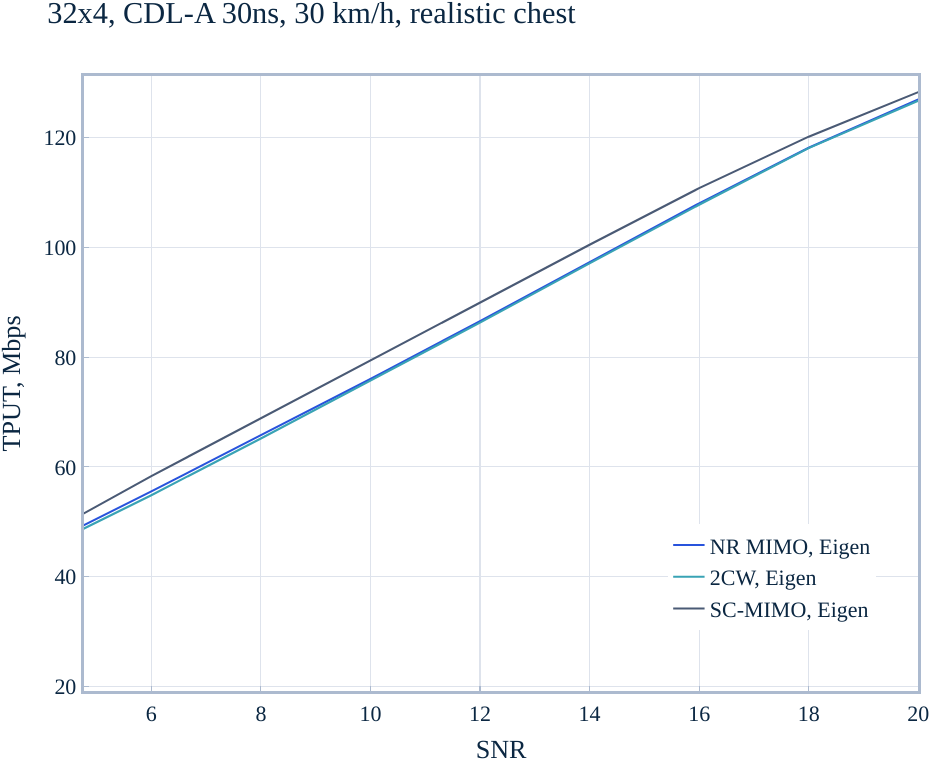 32x4, CDL-A 30ns, 30 km/h, realistic chest
120
100
80
60
40
20
TPUT, Mbps
NR MIMO, Eigen
2CW, Eigen
SC-MIMO, Eigen
6 8 10 12 14 16 18 20
SNR